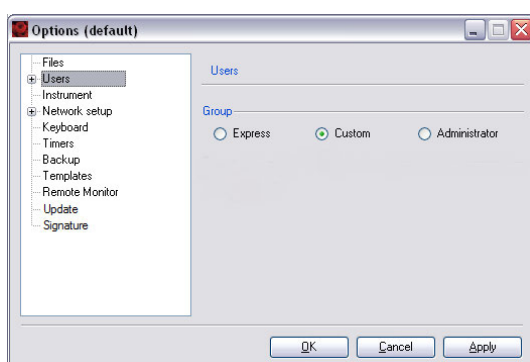 Options (default)
Files
Users
Instrument
Network setup
Keyboard
Timers
Backup
Templates
Remote Monitor
Update
Signature
Users
Group
Express
Custom
Administrator
OK
Cancel
Apply